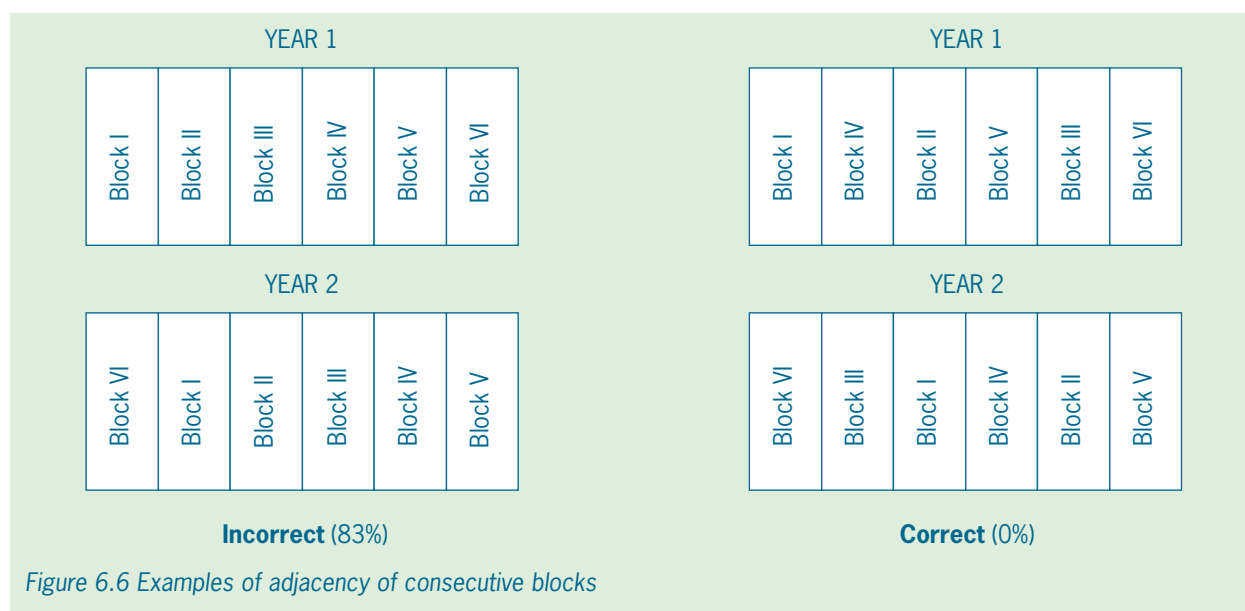 YEAR 1
Block I
Block II
Block III
Block IV
Block V
Block VI
YEAR 2
Block VI
Block I
Block II
Block III
Block IV
Block V
Incorrect (83%)
YEAR 1
Block I
Block IV
Block II
Block V
Block III
Block VI
YEAR 2
Block VI
Block III
Block I
Block IV
Block II
Block V
Correct (0%)
Figure 6.6 Examples of adjacency of consecutive blocks